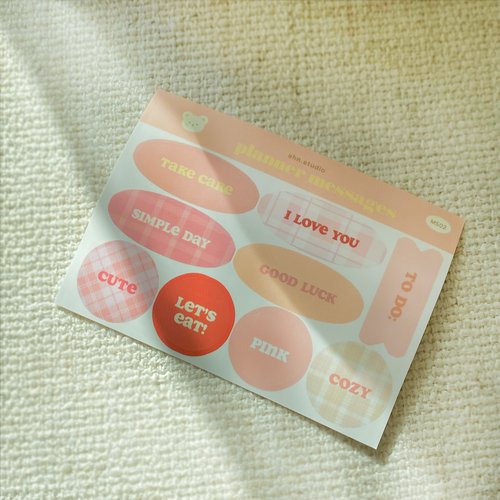 ohn.studio
planner messages
MS02
TAKE CARE
I LOVE YOU
SIMPLE DAY
GOOD LUCK
TO DO:
CUTE
LET'S
eAT!
PINK
COZY